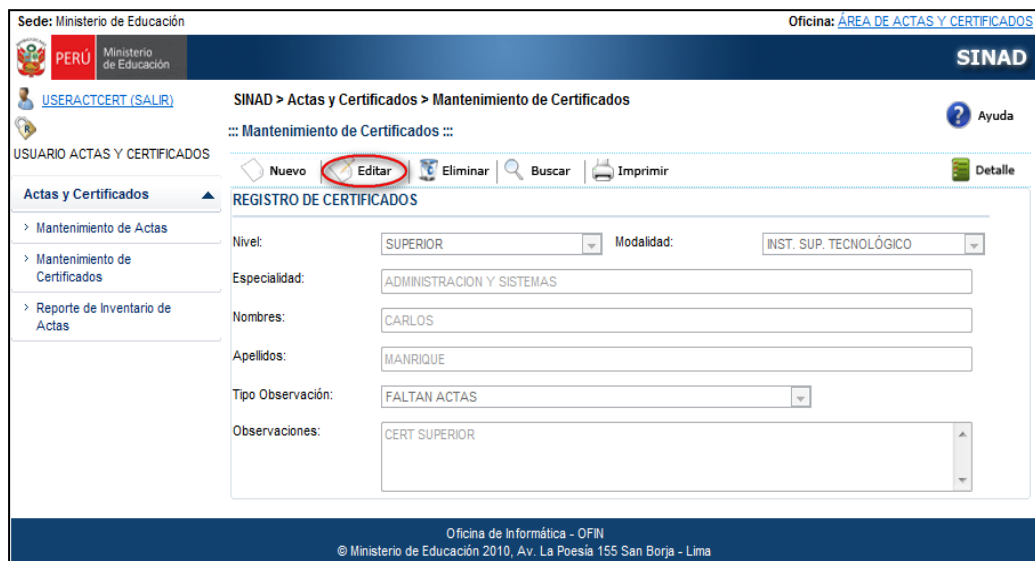 Sede: Ministerio de Educación Oficina: ÁREA DE ACTAS Y CERTIFICADOS
PERÚ Ministerio de Educación SINAD
USERACTCERT (SALIR)
R
USUARIO ACTAS Y CERTIFICADOS
Actas y Certificados
> Mantenimiento de Actas
> Mantenimiento de
Certificados
> Reporte de Inventario de
Actas
SINAD > Actas y Certificados > Mantenimiento de Certificados
? Ayuda
::: Mantenimiento de Certificados :::
Nuevo Editar Eliminar Buscar Imprimir Detalle
REGISTRO DE CERTIFICADOS
Nivel: SUPERIOR Modalidad: INST. SUP. TECNOLÓGICO
Especialidad: ADMINISTRACION Y SISTEMAS
Nombres: CARLOS
Apellidos: MANRIQUE
Tipo Observación: FALTAN ACTAS
Observaciones: CERT SUPERIOR
Oficina de Informática - OFIN
© Ministerio de Educación 2010, Av. La Poesía 155 San Borja - Lima